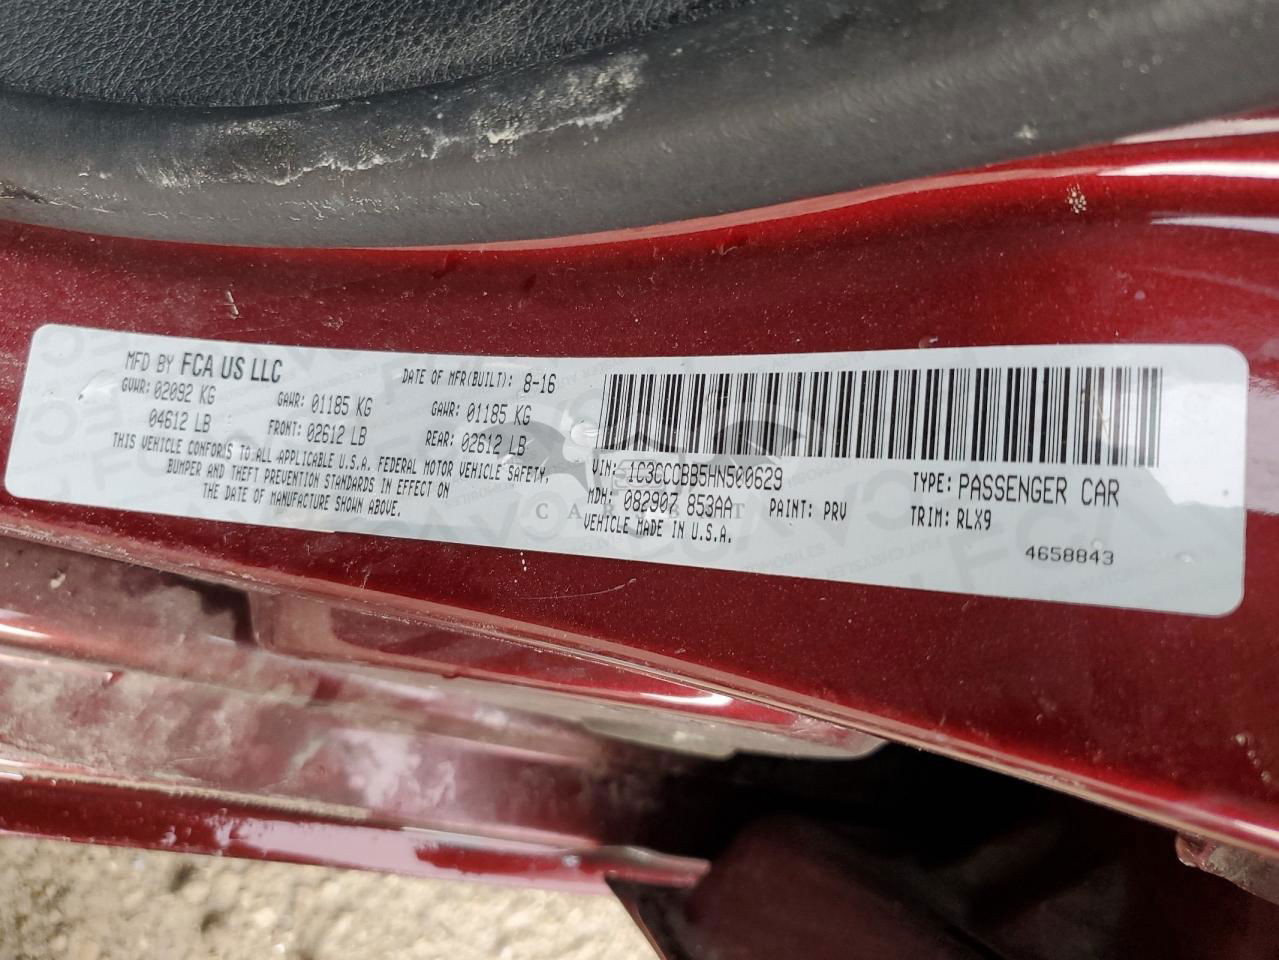 MFD BY FCA US LLC
DATE OF MFR(BUILT): 8-16
GVWR: 02092 KG
GAWR: 01185 KG
GAWR: 01185 KG
04612 LB
FRONT: 02612 LB
REAR: 02612 LB
THIS VEHICLE CONFORMS TO ALL APPLICABLE U.S.A. FEDERAL MOTOR VEHICLE SAFETY,
BUMPER AND THEFT PREVENTION STANDARDS IN EFFECT ON
THE DATE OF MANUFACTURE SHOWN ABOVE.
VIN: 1C3CCCBB5HN500629
TYPE: PASSENGER CAR
MDH: 082907 853AA
PAINT: PRV
TRIM: RLX9
VEHICLE MADE IN U.S.A.
4658843